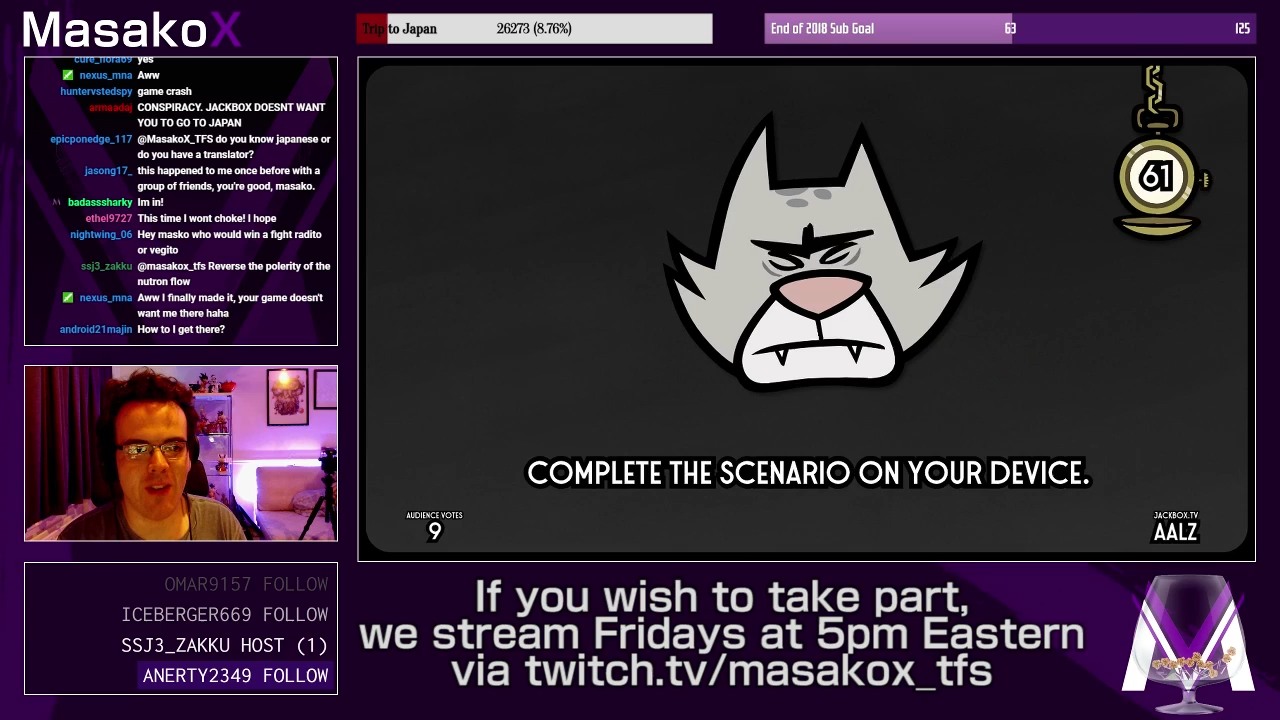 MasakoX
Trip to Japan 26273 (8.76%)
End of 2018 Sub Goal 63 125
cure_flora69 yes
nexus_mna Aww
huntervstedspy game crash
armaadaj CONSPIRACY. JACKBOX DOESNT WANT
YOU TO GO TO JAPAN
epicponedge_117 @MasakoX_TFS do you know japanese or
do you have a translator?
jasong17_ this happened to me once before with a
group of friends, you're good, masako.
badasssharky Im in!
ethel9727 This time I wont choke! I hope
nightwing_06 Hey masko who would win a fight radito
or vegito
ssj3_zakku @masakox_tfs Reverse the polerity of the
nutron flow
nexus_mna Aww I finally made it, your game doesn't
want me there haha
android21majin How to I get there?
61
COMPLETE THE SCENARIO ON YOUR DEVICE.
AUDIENCE VOTES
9
JACKBOX.TV
AALZ
OMAR9157 FOLLOW
ICEBERGER669 FOLLOW
SSJ3_ZAKKU HOST (1)
ANERTY2349 FOLLOW
If you wish to take part,
we stream Fridays at 5pm Eastern
via twitch.tv/masakox_tfs